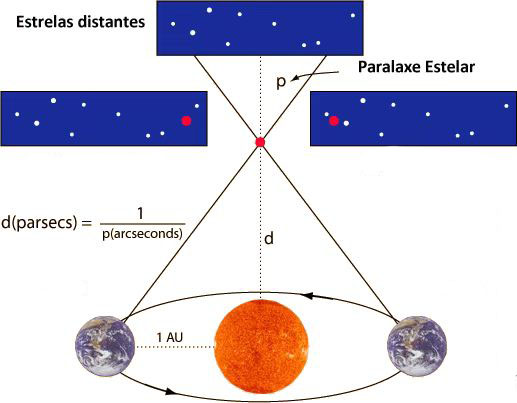 Estrelas distantes
p
Paralaxe Estelar
d(parsecs) = 1 / p(arcseconds)
d
1 AU